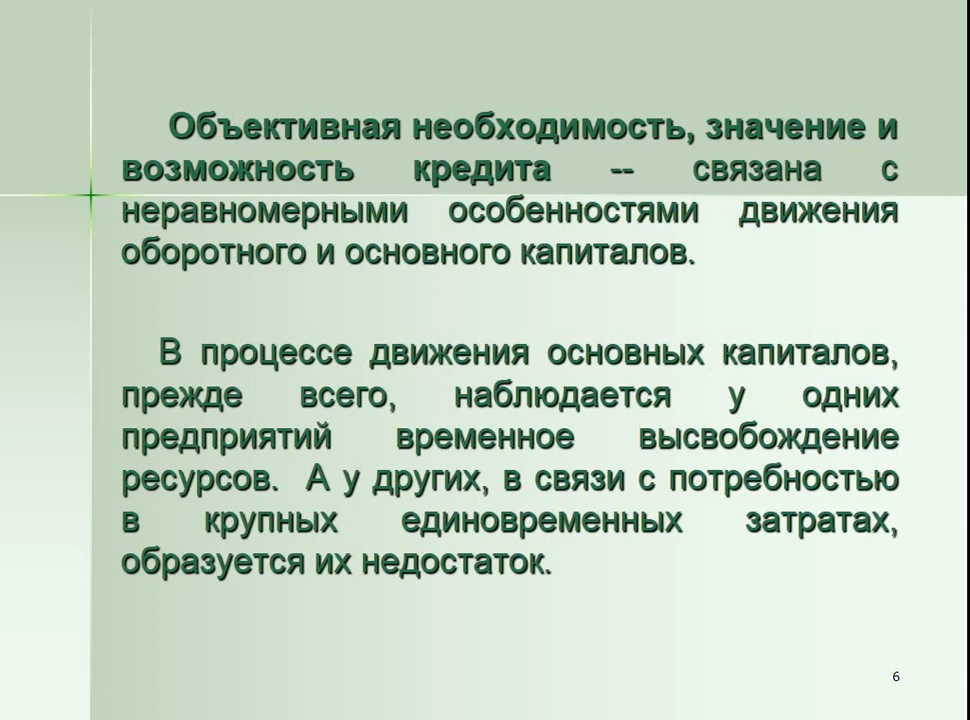 Объективная необходимость, значение и
возможность кредита -- связана с
неравномерными особенностями движения
оборотного и основного капиталов.
В процессе движения основных капиталов,
прежде всего, наблюдается у одних
предприятий временное высвобождение
ресурсов. А у других, в связи с потребностью
в крупных единовременных затратах,
образуется их недостаток.
6